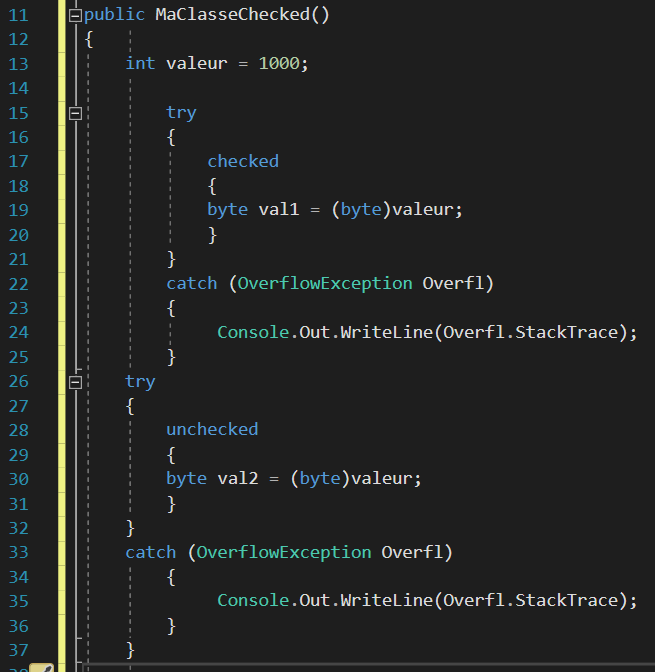 11 public MaClasseChecked()
12 {
13 int valeur = 1000;
14
15 try
16 {
17 checked
18 {
19 byte val1 = (byte)valeur;
20 }
21 }
22 catch (OverflowException Overfl)
23 {
24 Console.Out.WriteLine(Overfl.StackTrace);
25 }
26 try
27 {
28 unchecked
29 {
30 byte val2 = (byte)valeur;
31 }
32 }
33 catch (OverflowException Overfl)
34 {
35 Console.Out.WriteLine(Overfl.StackTrace);
36 }
37 }